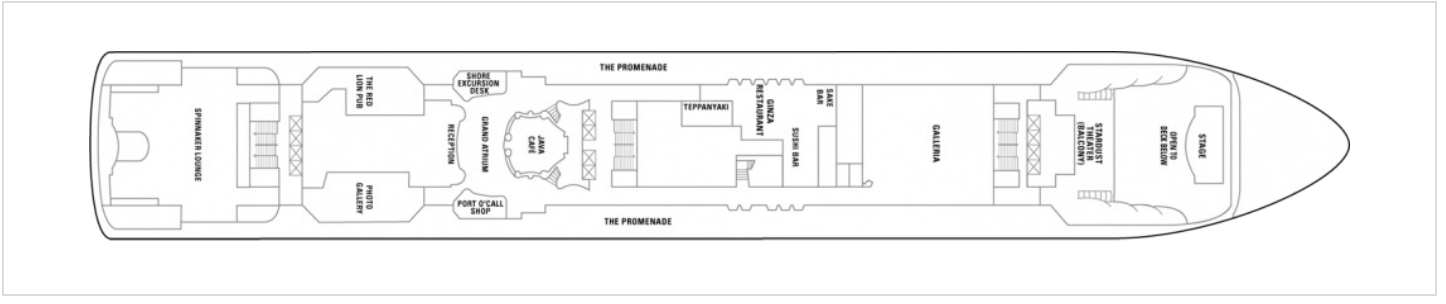 THE PROMENADE
SPINNAKER LOUNGE
THE RED
LION PUB
PHOTO
GALLERY
RECEPTION
SHORE
EXCURSION
DESK
GRAND ATRIUM
PORT O'CALL
SHOP
JAVA
CAFÉ
TEPPANYAKI
GINZA
RESTAURANT
SUSHI BAR
SAKE
BAR
GALLERIA
STARDUST
THEATER
(BALCONY)
OPEN TO
DECK BELOW
STAGE
THE PROMENADE